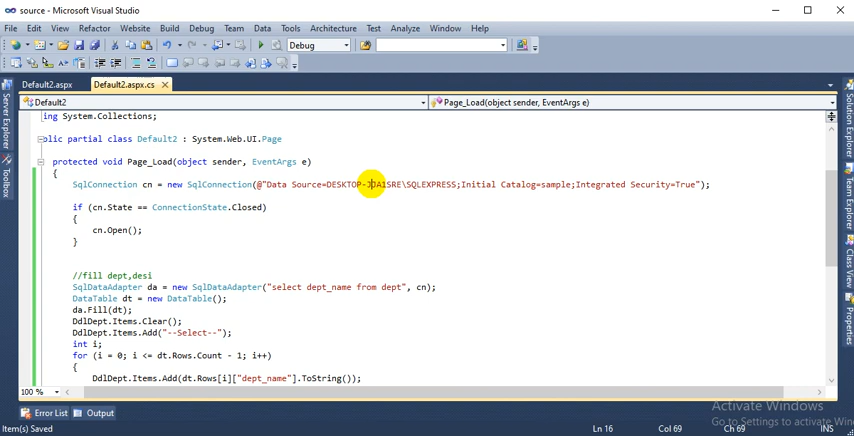 source - Microsoft Visual Studio
File Edit View Refactor Website Build Debug Team Data Tools Architecture Test Analyze Window Help
Debug
Default2.aspx Default2.aspx.cs
Default2 Page_Load(object sender, EventArgs e)
ing System.Collections;
blic partial class Default2 : System.Web.UI.Page
protected void Page_Load(object sender, EventArgs e)
{
SqlConnection cn = new SqlConnection(@"Data Source=DESKTOP-JDA1SRE\SQLEXPRESS;Initial Catalog=sample;Integrated Security=True");
if (cn.State == ConnectionState.Closed)
{
cn.Open();
}
//fill dept,desi
SqlDataAdapter da = new SqlDataAdapter("select dept_name from dept", cn);
DataTable dt = new DataTable();
da.Fill(dt);
DdlDept.Items.Clear();
DdlDept.Items.Add("--Select--");
int i;
for (i = 0; i <= dt.Rows.Count - 1; i++)
{
DdlDept.Items.Add(dt.Rows[i]["dept_name"].ToString());
100 %
Server Explorer
Toolbox
Solution Explorer
Team Explorer
Class View
Properties
Error List Output
Activate Windows
Go to Settings to activate Win
Item(s) Saved Ln 16 Col 69 Ch 69 INS